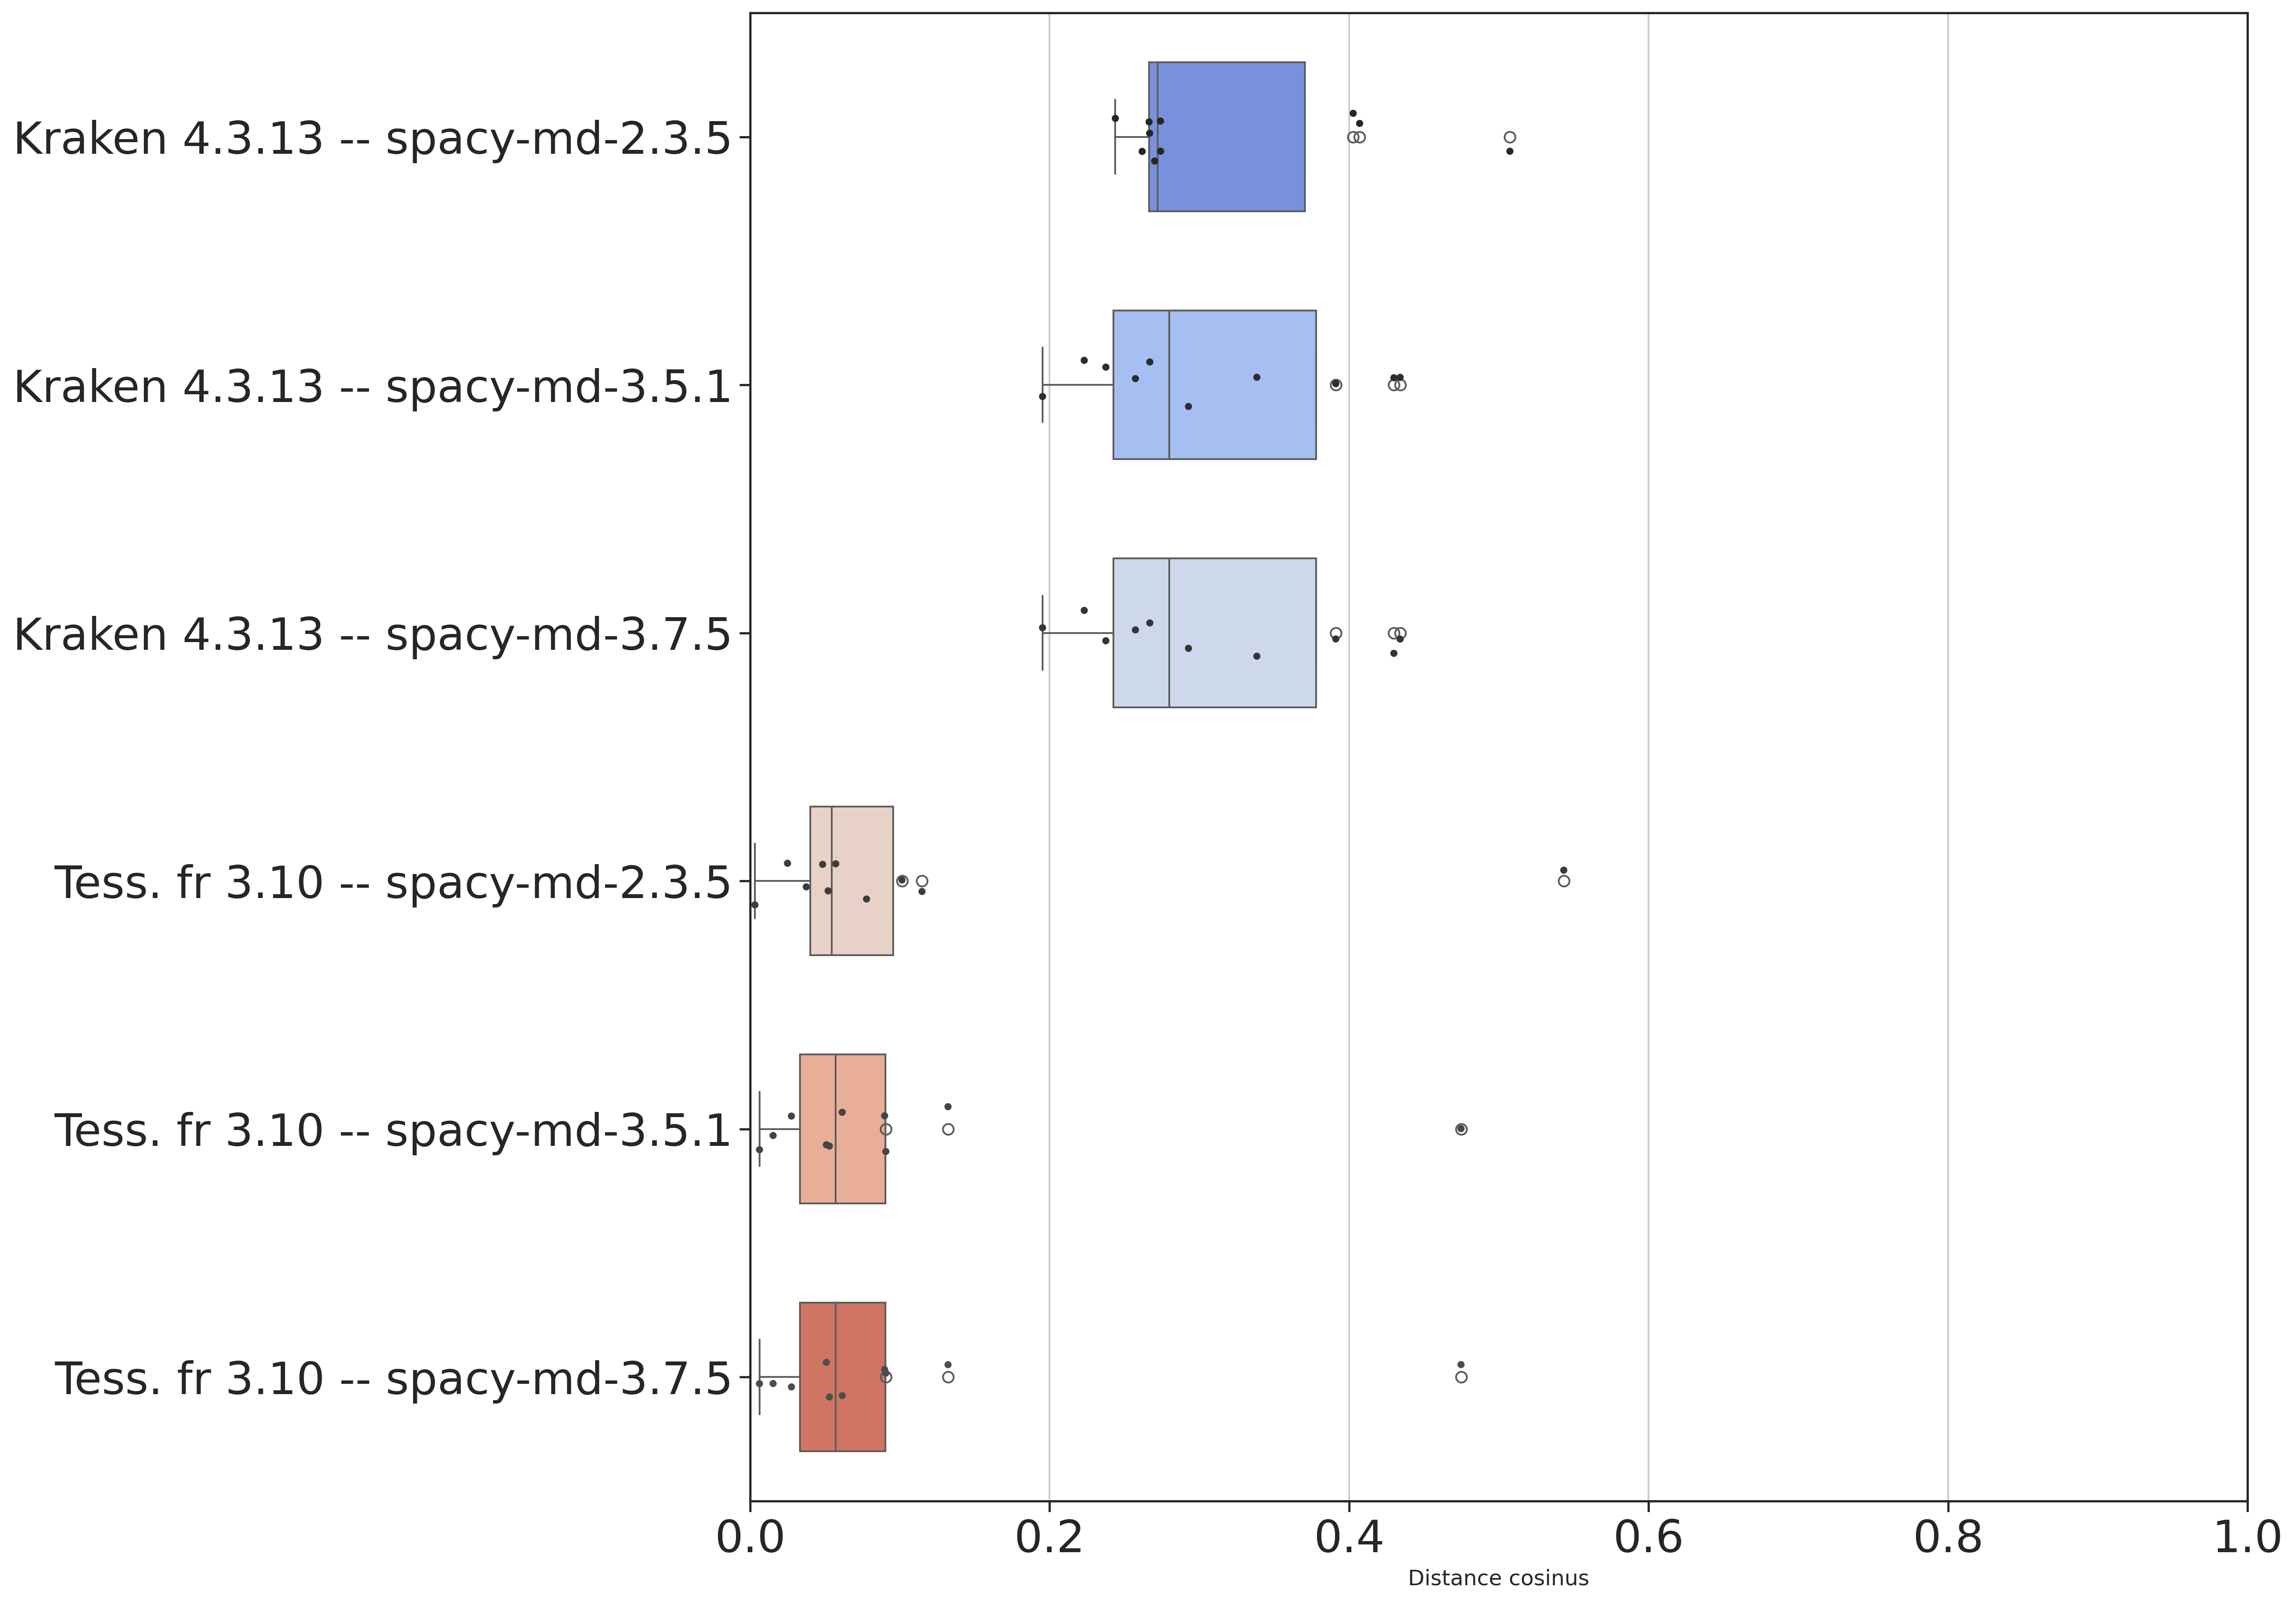 Kraken 4.3.13 -- spacy-md-2.3.5
Kraken 4.3.13 -- spacy-md-3.5.1
Kraken 4.3.13 -- spacy-md-3.7.5
Tess. fr 3.10 -- spacy-md-2.3.5
Tess. fr 3.10 -- spacy-md-3.5.1
Tess. fr 3.10 -- spacy-md-3.7.5
0.0 0.2 0.4 0.6 0.8 1.0
Distance cosinus